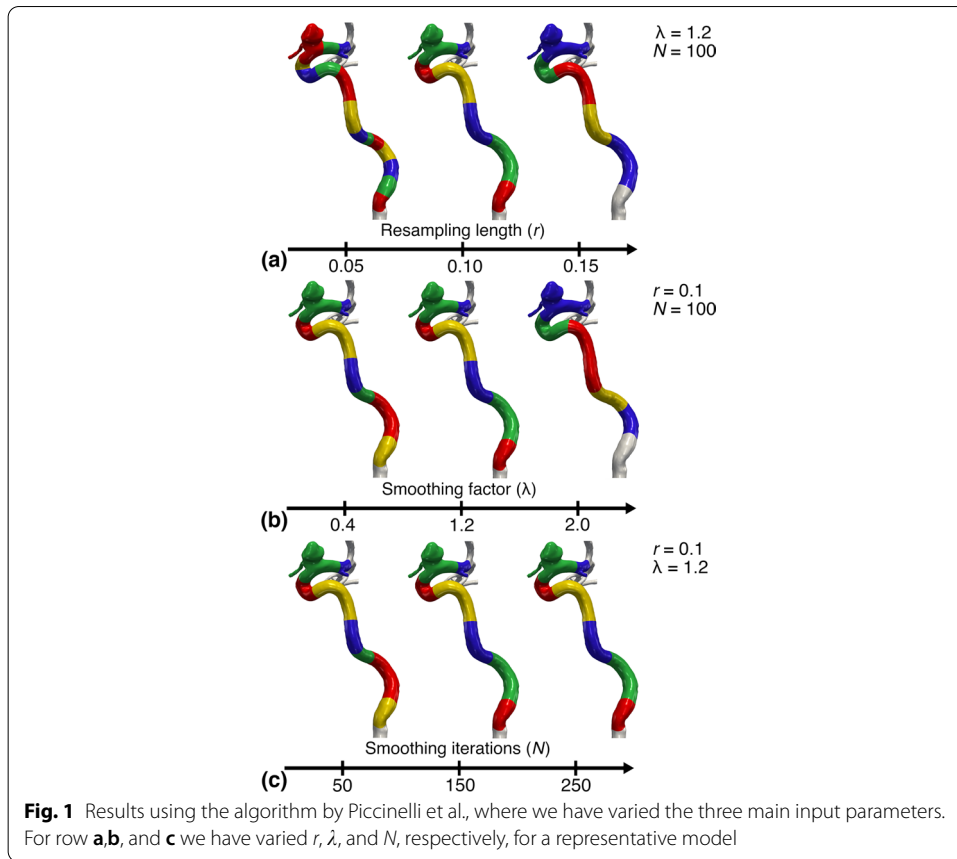 λ = 1.2
N = 100
Resampling length (r)
(a)
0.05 0.10 0.15
r = 0.1
N = 100
Smoothing factor (λ)
(b)
0.4 1.2 2.0
r = 0.1
λ = 1.2
Smoothing iterations (N)
(c)
50 150 250
Fig. 1 Results using the algorithm by Piccinelli et al., where we have varied the three main input parameters.
For row a,b, and c we have varied r, λ, and N, respectively, for a representative model